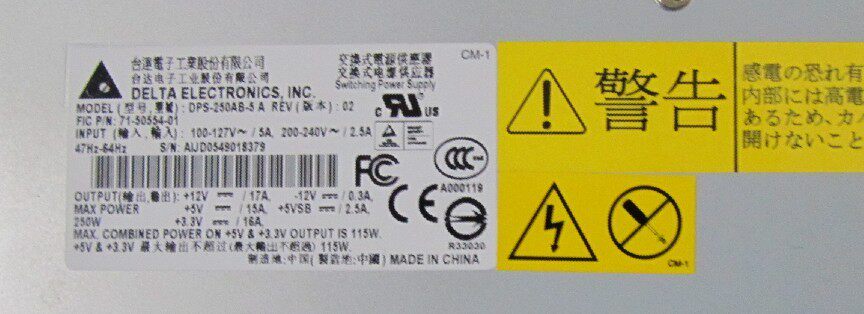 台達電子工業股份有限公司
台达电子工业股份有限公司
DELTA ELECTRONICS, INC.
交換式電源供應器
交换式电源供应器
Switching Power Supply
CM-1
MODEL (型号, 型號): DPS-250AB-5 A REV (版本): 02
FIC P/N: 71-50554-01
INPUT (输入, 輸入): 100-127V～/ 5A, 200-240V～/ 2.5A
47Hz-64Hz S/N: AIJD0549018379
C US
A000119
OUTPUT(輸出,输出): +12V / 17A, -12V / 0.3A,
MAX POWER +5V / 15A, +5VSB / 2.5A,
250W +3.3V / 16A,
MAX. COMBINED POWER ON +5V & +3.3V OUTPUT IS 115W.
+5V & +3.3V 最大输出不超过(最大輸出不超過) 115W.
制造地:中国(製造地:中國) MADE IN CHINA
FC
CE
R33030
警告
感電の恐れ有
内部には高電
あるため、カバ
開けないこと
CM-1